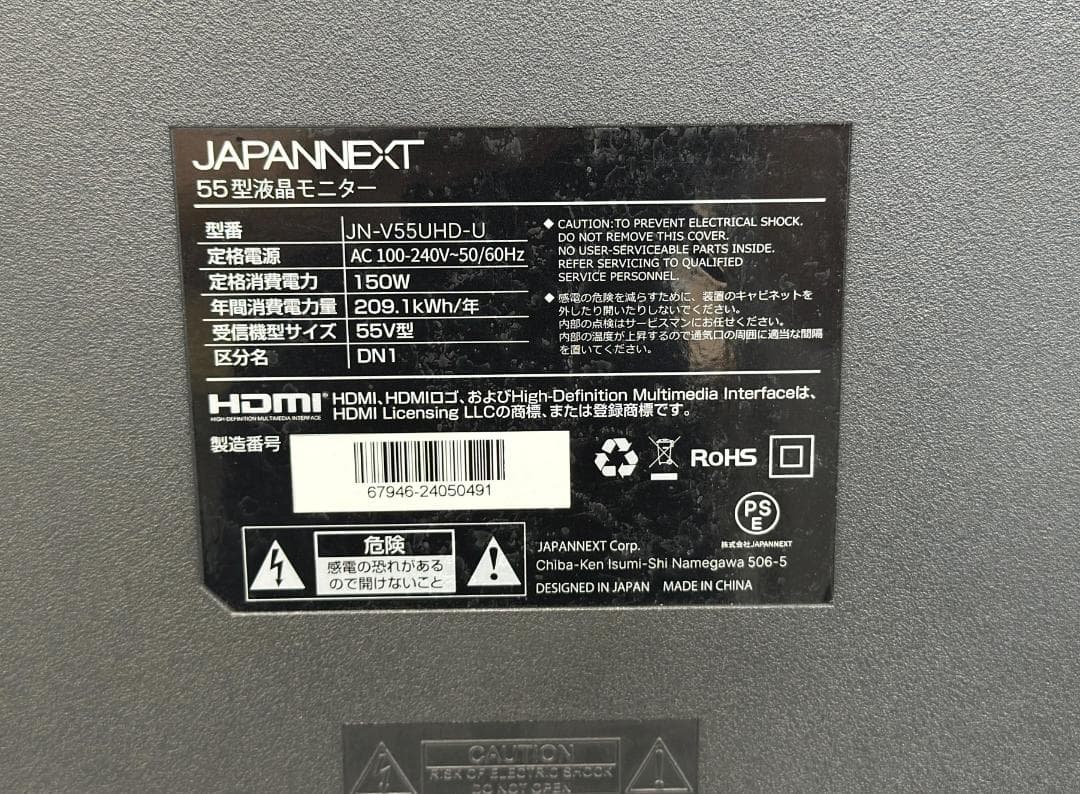 JAPANNEXT
55型液晶モニター
型番 JN-V55UHD-U
定格電源 AC 100-240V~50/60Hz
定格消費電力 150W
年間消費電力量 209.1kWh/年
受信機型サイズ 55V型
区分名 DN1
◆ CAUTION:TO PREVENT ELECTRICAL SHOCK.
DO NOT REMOVE THIS COVER.
NO USER-SERVICEABLE PARTS INSIDE.
REFER SERVICING TO QUALIFIED
SERVICE PERSONNEL.
◆ 感電の危険を減らすために、装置のキャビネットを
外したり開いたりしないでください。
内部の点検はサービスマンにお任せください。
内部の温度が上昇するので通気口の周囲に適当な間隔
を置いてください。
HDMI®
HIGH-DEFINITION MULTIMEDIA INTERFACE
HDMI、HDMIロゴ、およびHigh-Definition Multimedia Interfaceは、
HDMI Licensing LLCの商標、または登録商標です。
製造番号
67946-24050491
RoHS
PS
E
株式会社JAPANNEXT
危険
感電の恐れがある
ので開けないこと
JAPANNEXT Corp.
Chiba-Ken Isumi-Shi Namegawa 506-5
DESIGNED IN JAPAN MADE IN CHINA
CAUTION
RISK OF ELECTRIC SHOCK
DO NOT OPEN